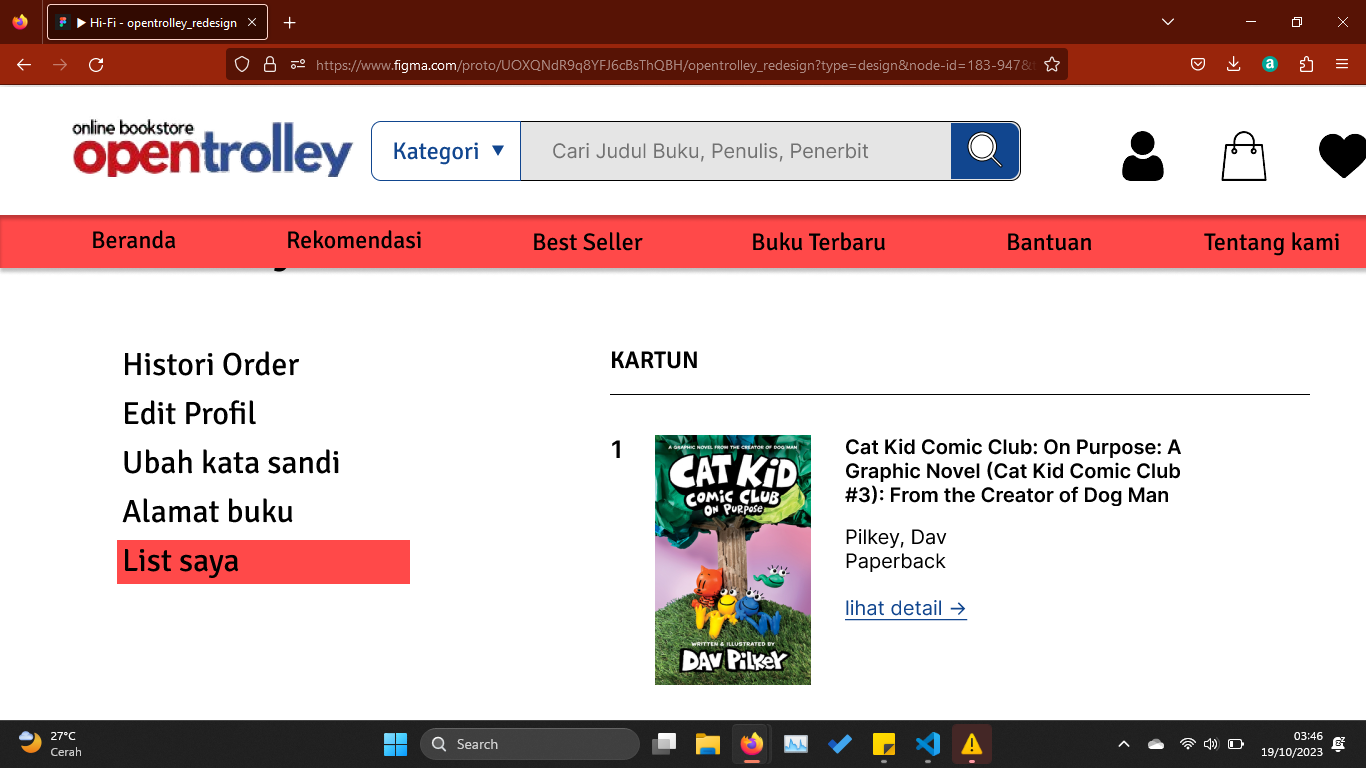 Hi-Fi - opentrolley_redesign
https://www.figma.com/proto/UOXQNdR9q8YFJ6cBsThQBH/opentrolley_redesign?type=design&node-id=183-947&
online bookstore
opentrolley
Kategori
Cari Judul Buku, Penulis, Penerbit
Beranda
Rekomendasi
Best Seller
Buku Terbaru
Bantuan
Tentang kami
Histori Order
Edit Profil
Ubah kata sandi
Alamat buku
List saya
KARTUN
1
A GRAPHIC NOVEL FROM THE CREATOR OF DOG MAN
CAT KID
COMIC CLUB
ON PURPOSE
WRITTEN & ILLUSTRATED BY
DAV PILKEY
Cat Kid Comic Club: On Purpose: A
Graphic Novel (Cat Kid Comic Club
#3): From the Creator of Dog Man
Pilkey, Dav
Paperback
lihat detail →
27°C
Cerah
Search
03:46
19/10/2023